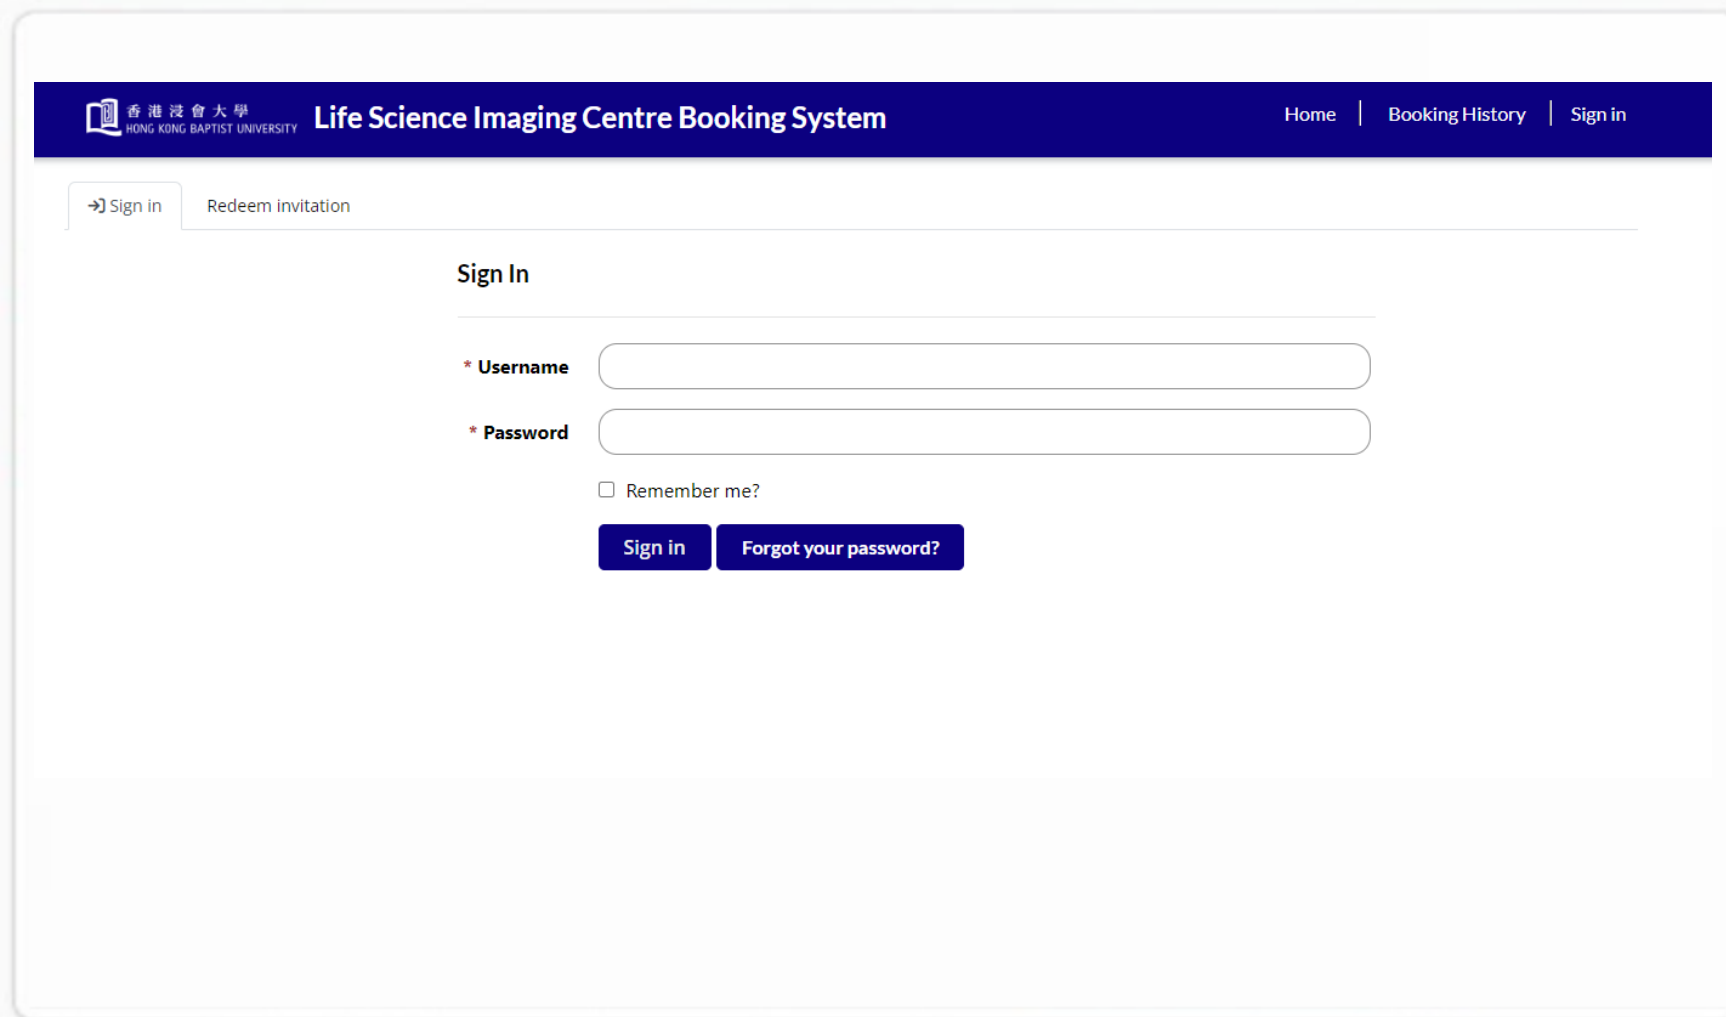 香港浸會大學
HONG KONG BAPTIST UNIVERSITY
Life Science Imaging Centre Booking System
Home
Booking History
Sign in
Sign in
Redeem invitation
Sign In
* Username
* Password
Remember me?
Sign in
Forgot your password?